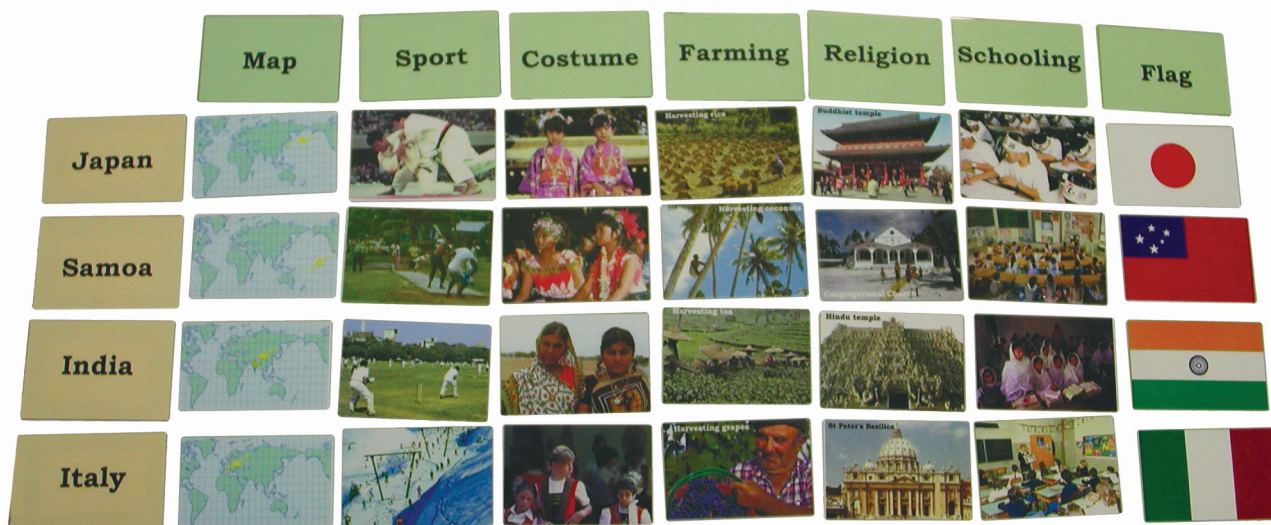 Map
Sport
Costume
Farming
Religion
Schooling
Flag
Japan
Harvesting rice
Buddhist temple
Samoa
Harvesting coconuts
Congregational Church
India
Harvesting tea
Hindu temple
Italy
Harvesting grapes
St Peter's Basilica